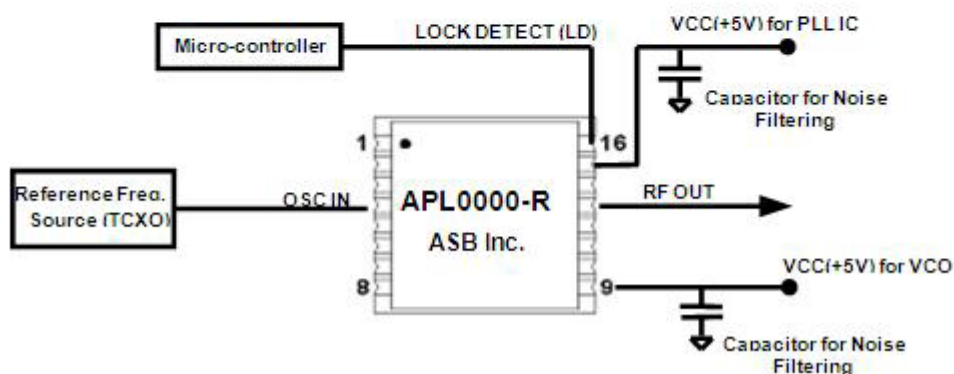 Micro-controller
LOCK DETECT (LD)
VCC(+5V) for PLL IC
Capacitor for Noise
Filtering
1
16
Reference Freq.
Source (TCXO)
OSC IN
APL0000-R
ASB Inc.
RF OUT
8
9
VCC(+5V) for VCO
Capacitor for Noise
Filtering